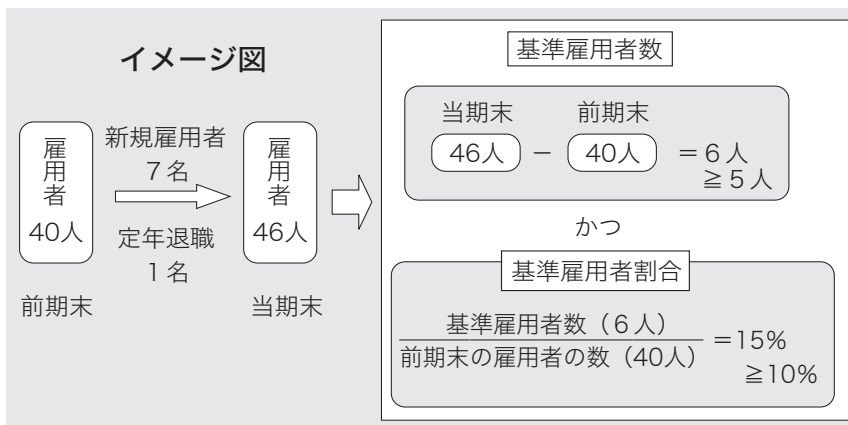 イメージ図
雇用者
40人
前期末
新規雇用者
7名
定年退職
1名
雇用者
46人
当期末
基準雇用者数
当期末 前期末
46人 － 40人 ＝6人
≧5人
かつ
基準雇用者割合
基準雇用者数（6人）
前期末の雇用者の数（40人）
＝15%
≧10%